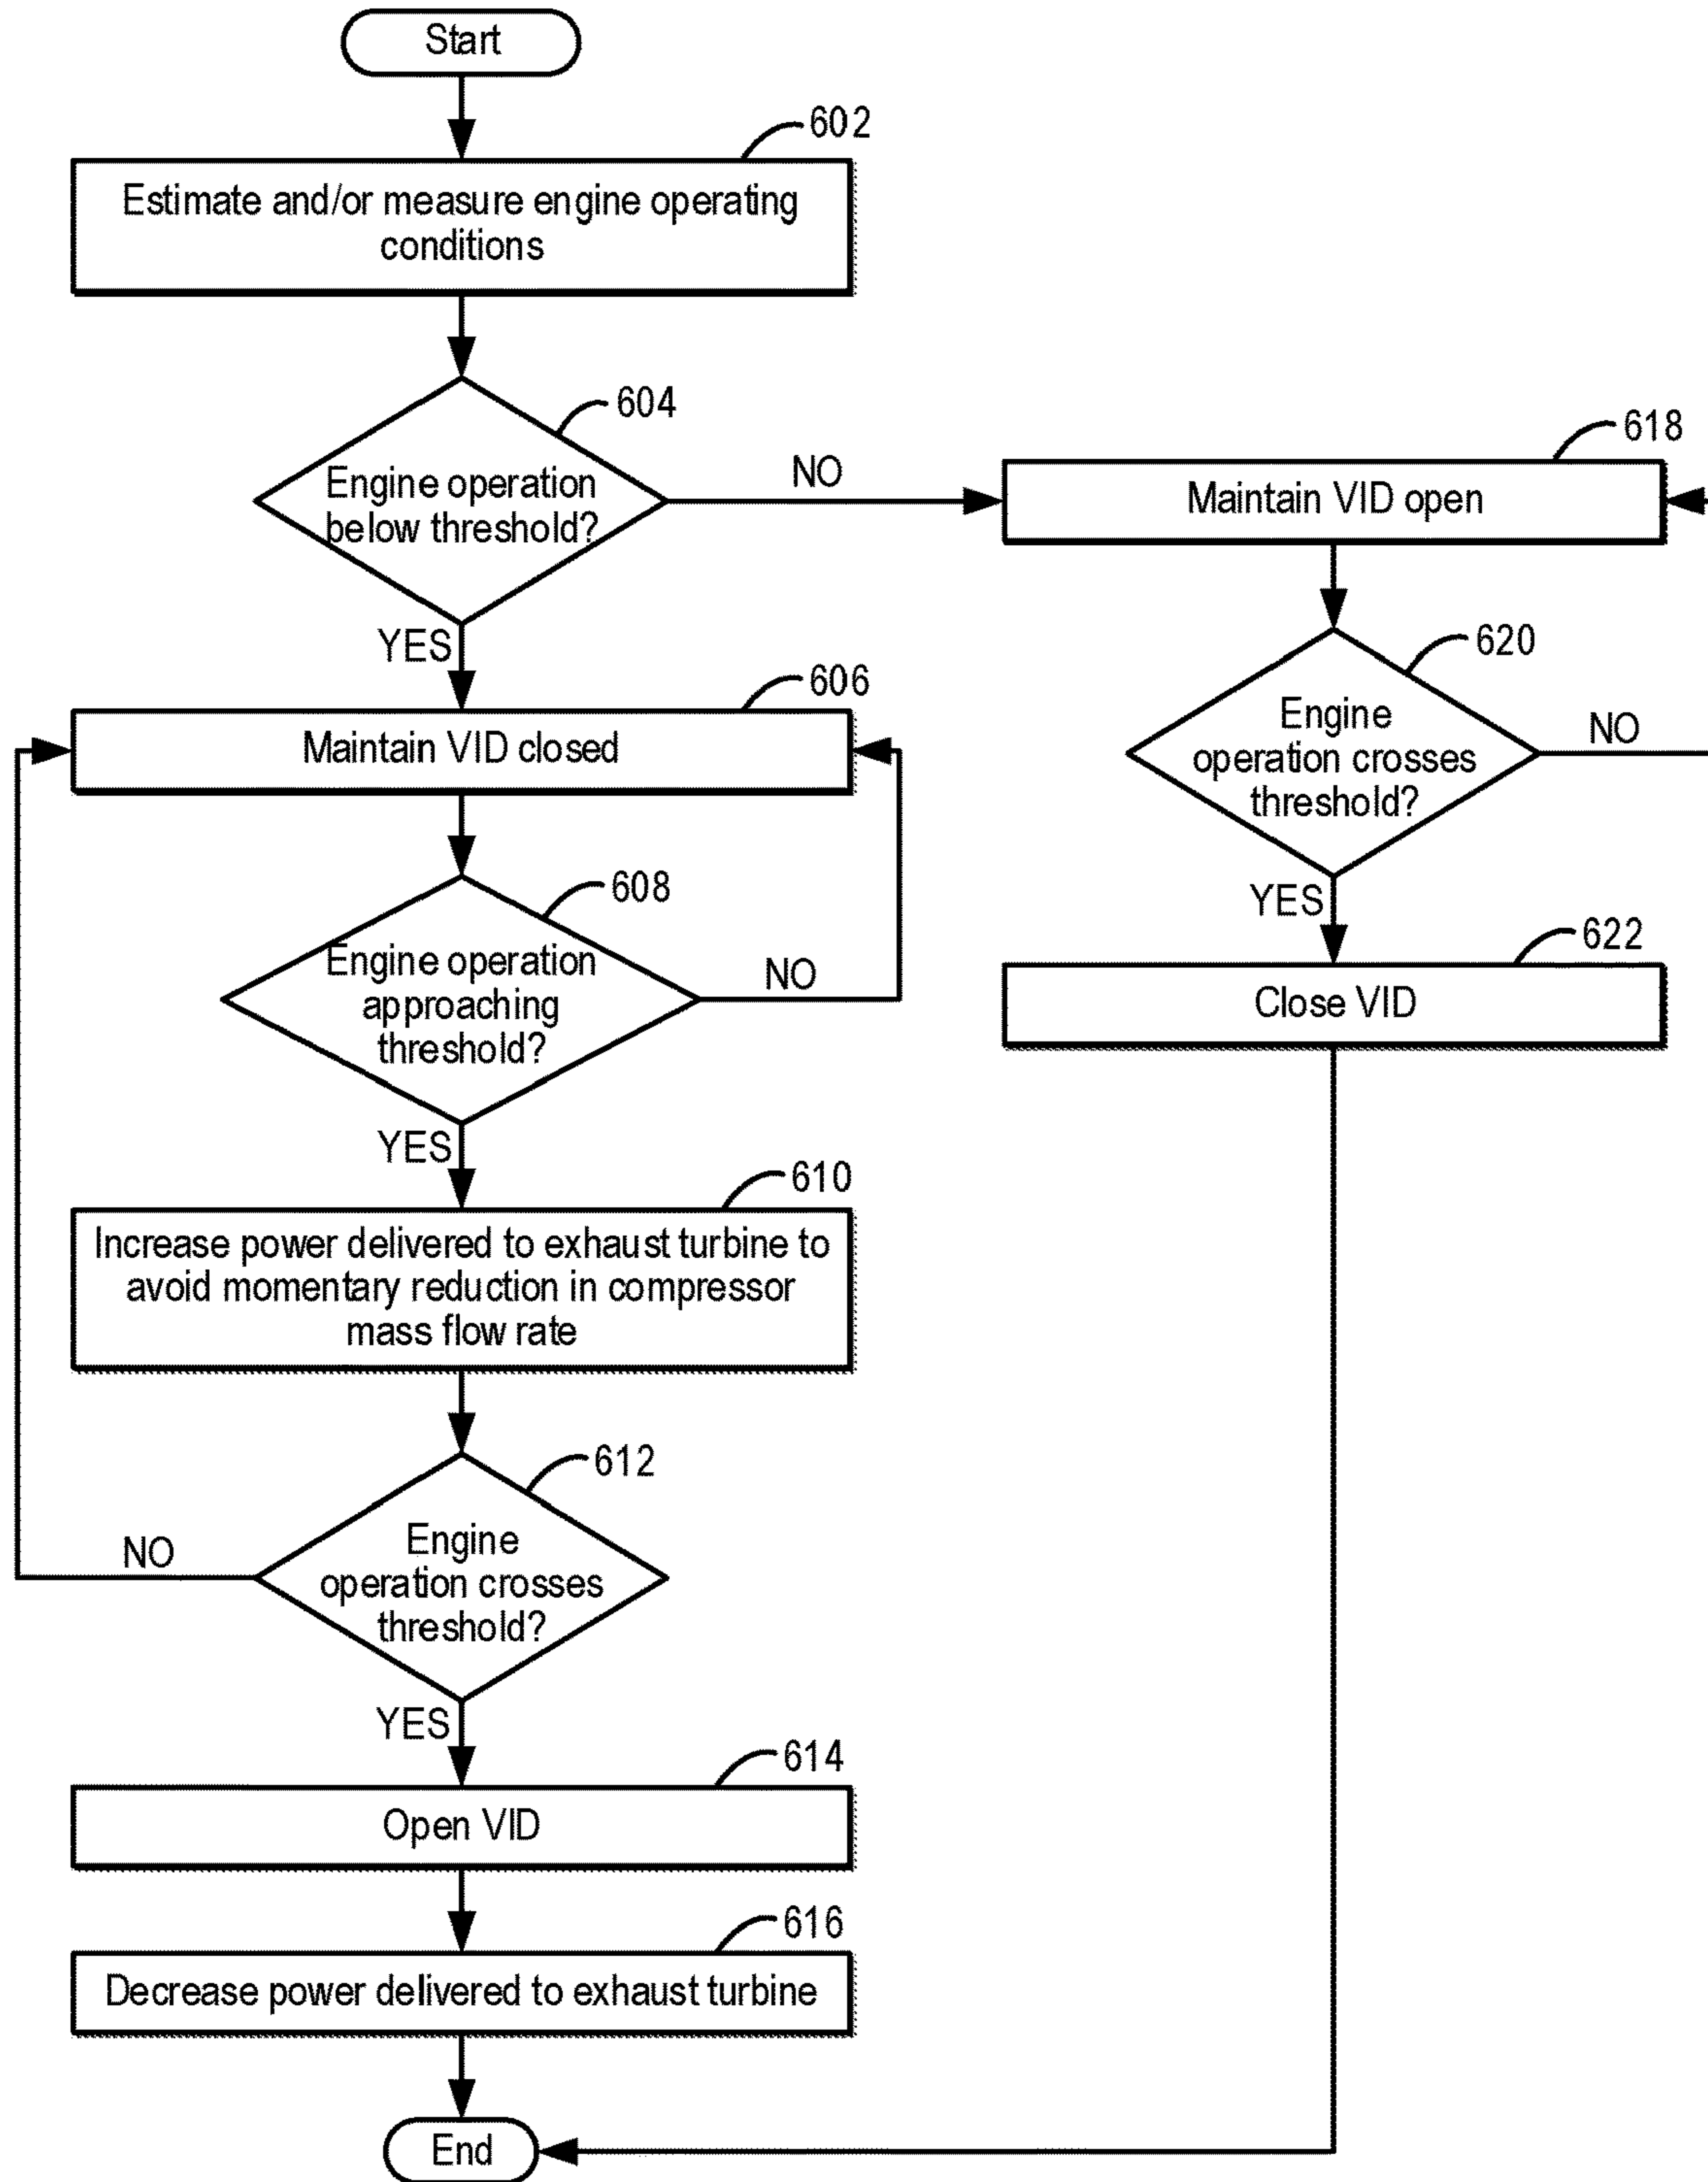 Start
602
Estimate and/or measure engine operating
conditions
604
Engine operation
below threshold?
NO
YES
606
Maintain VID closed
608
Engine operation
approaching
threshold?
NO
YES
610
Increase power delivered to exhaust turbine to
avoid momentary reduction in compressor
mass flow rate
612
Engine
operation crosses
threshold?
NO
YES
614
Open VID
616
Decrease power delivered to exhaust turbine
618
Maintain VID open
620
Engine
operation crosses
threshold?
NO
YES
622
Close VID
End